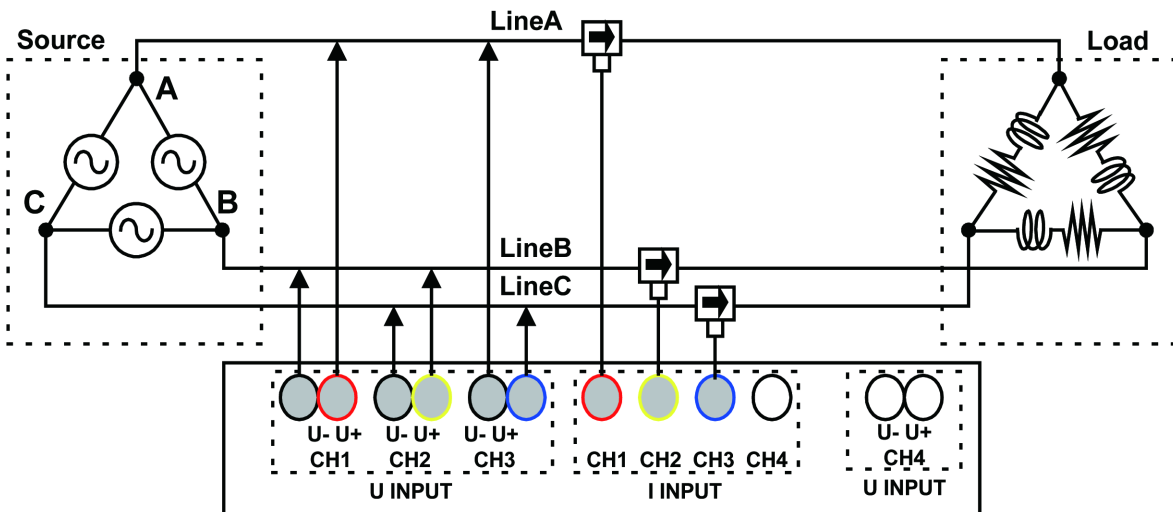 LineA
Source
Load
A
C
B
LineB
LineC
U- U+
U- U+
U- U+
CH1
CH2
CH3
U INPUT
CH1
CH2
CH3
CH4
I INPUT
U- U+
CH4
U INPUT